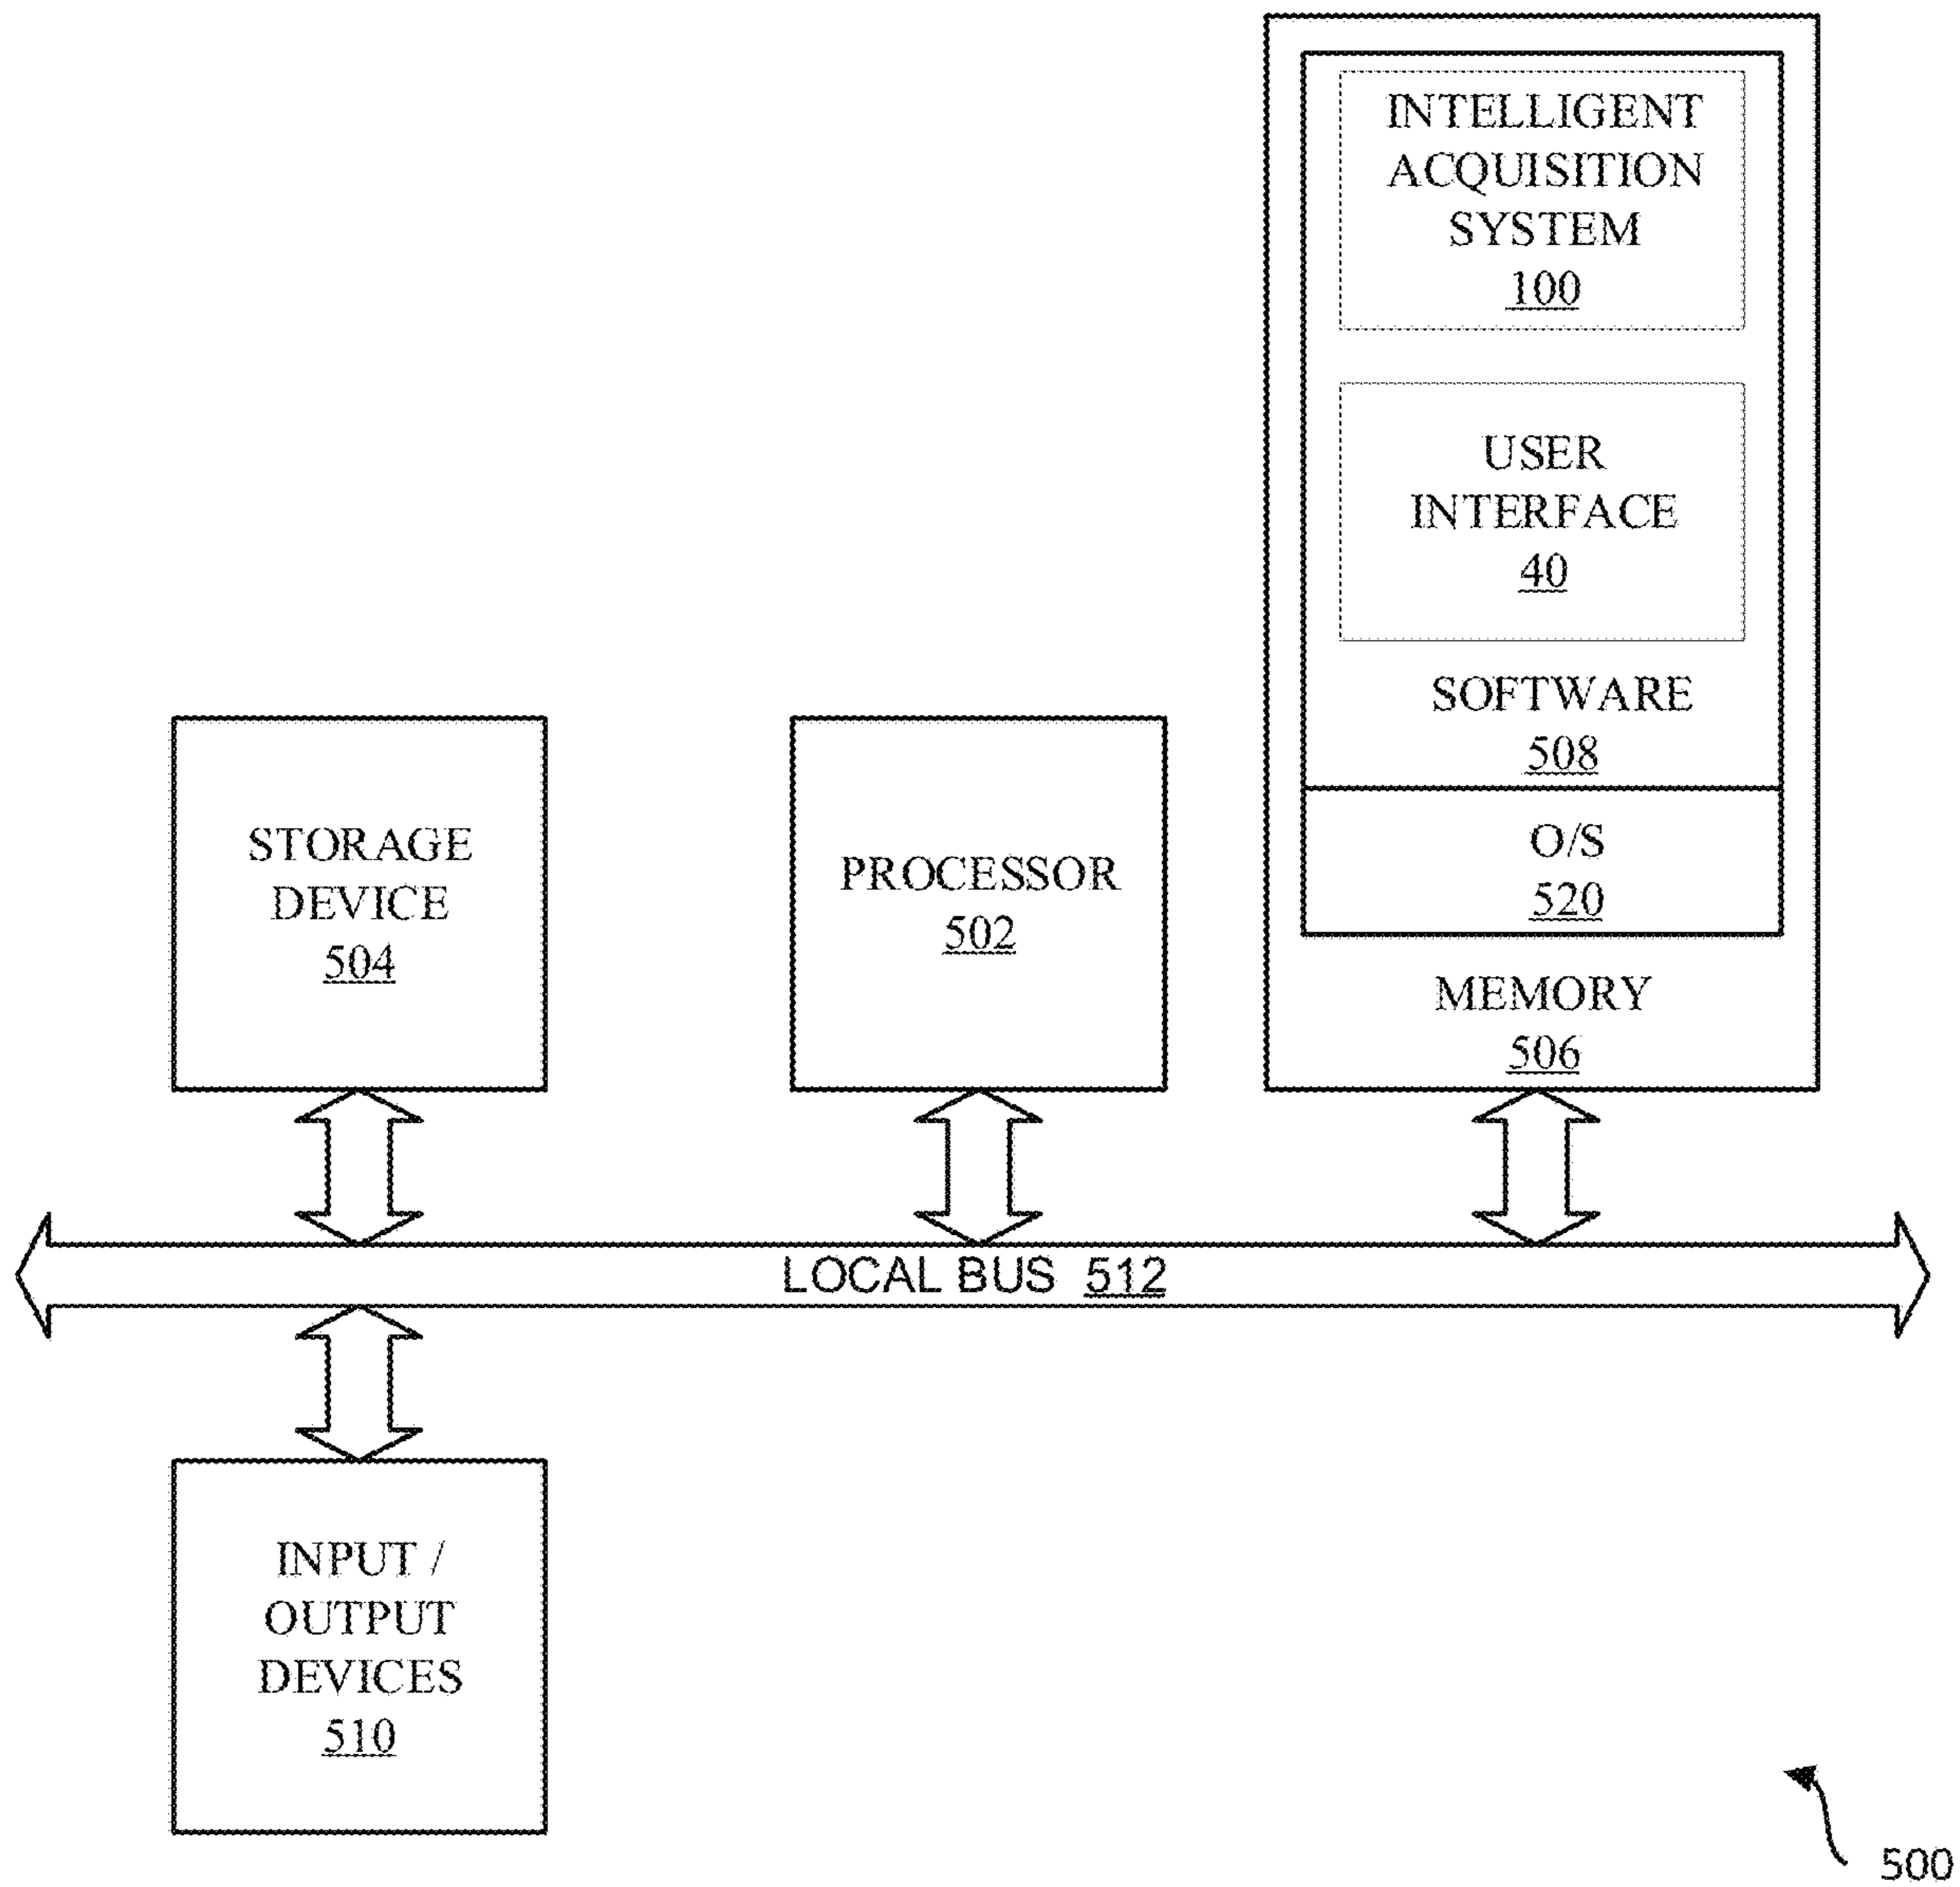 INTELLIGENT
ACQUISITION
SYSTEM
100
USER
INTERFACE
40
SOFTWARE
508
O/S
520
MEMORY
506
STORAGE
DEVICE
504
PROCESSOR
502
LOCAL BUS 512
INPUT /
OUTPUT
DEVICES
510
500